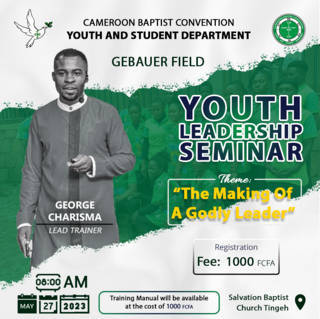 CAMEROON BAPTIST CONVENTION
YOUTH AND STUDENT DEPARTMENT
GEBAUER FIELD
YOUTH
LEADERSHIP
SEMINAR
Theme:
“The Making Of
A Godly Leader”
GEORGE
CHARISMA
LEAD TRAINER
Registration
Fee: 1000 FCFA
08:00 AM
MAY 27 2023
Training Manual will be available
at the cost of 1000 FCFA
Salvation Baptist
Church Tingeh